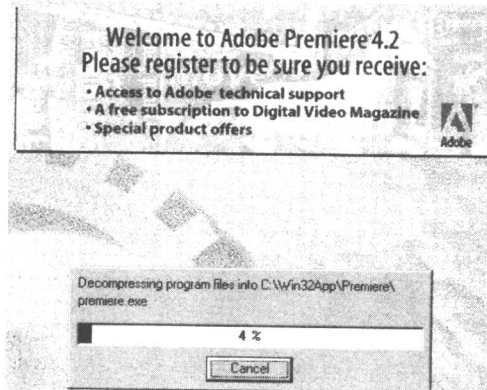 Welcome to Adobe Premiere 4.2
Please register to be sure you receive:
• Access to Adobe technical support
• A free subscription to Digital Video Magazine
• Special product offers
Adobe
Decompressing program files into C:\Win32App\Premiere\
premiere.exe
4 %
Cancel